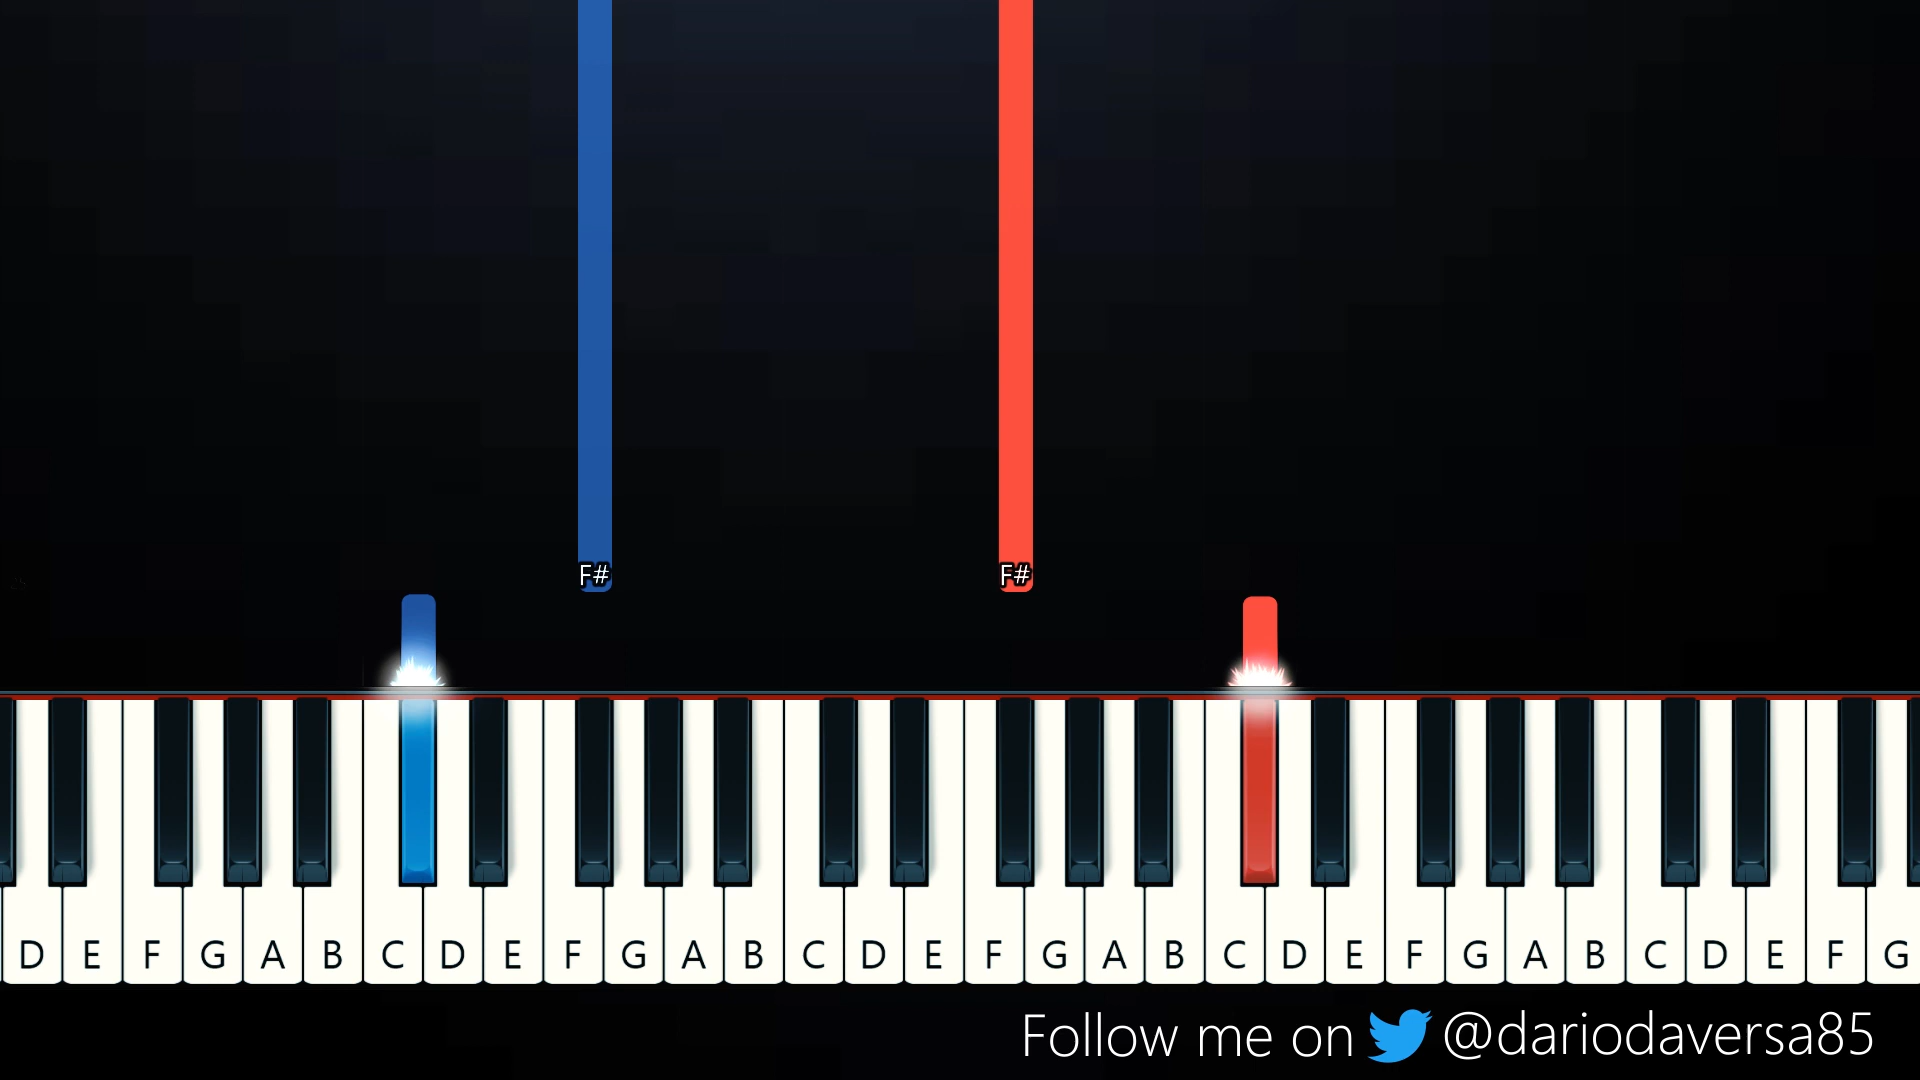 F# F#
D E F G A B C D E F G A B C D E F G A B C D E F G A B C D E F G
Follow me on @dariodaversa85